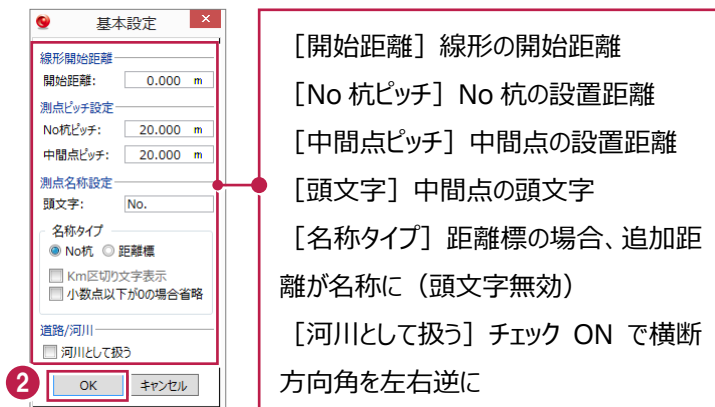 基本設定
線形開始距離
開始距離: 0.000 m
測点ピッチ設定
No杭ピッチ: 20.000 m
中間点ピッチ: 20.000 m
測点名称設定
頭文字: No.
名称タイプ
No杭 距離標
Km区切り文字表示
小数点以下が0の場合省略
道路/河川
河川として扱う
2 OK キャンセル
［開始距離］線形の開始距離
［No 杭ピッチ］No 杭の設置距離
［中間点ピッチ］中間点の設置距離
［頭文字］中間点の頭文字
［名称タイプ］距離標の場合、追加距
離が名称に（頭文字無効）
［河川として扱う］チェック ON で横断
方向角を左右逆に